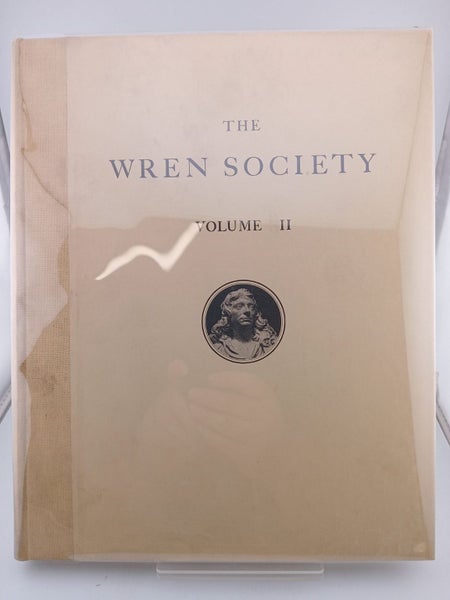 THE
WREN SOCIETY
VOLUME II